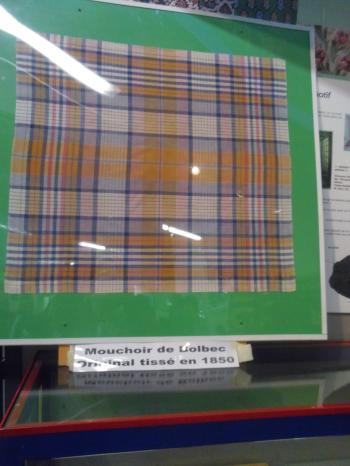 Mouchoir de Bolbec
Original tissé en 1850